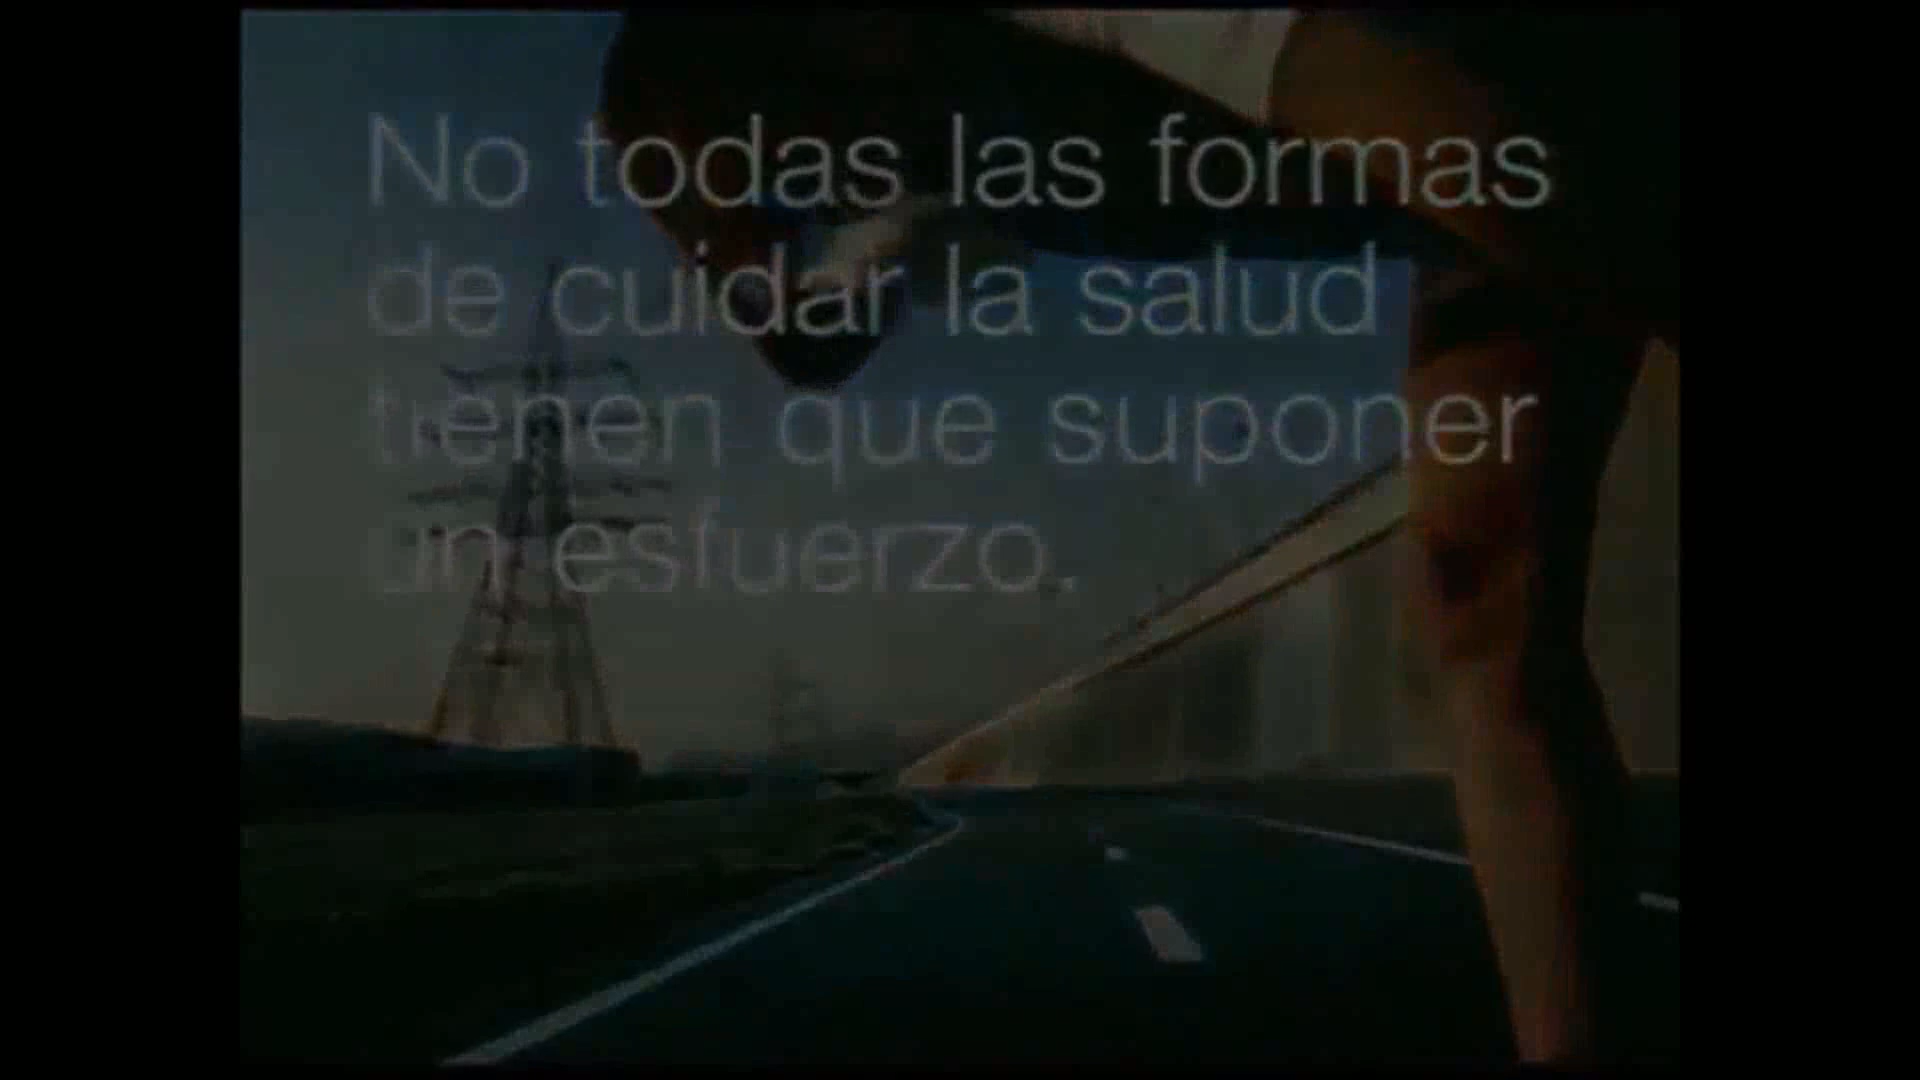 No todas las formas
de cuidar la salud
tienen que suponer
un esfuerzo.